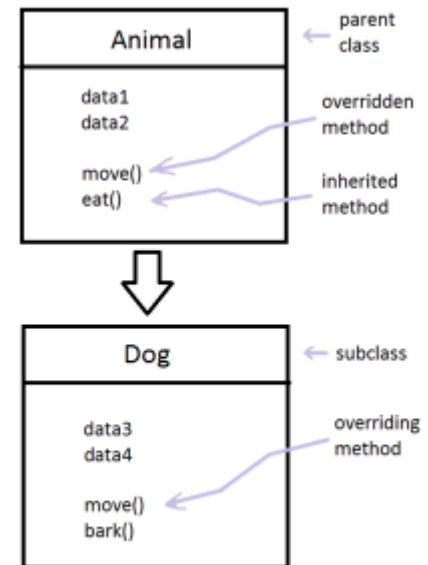 Animal
parent
class
data1
data2
overridden
method
move()
eat()
inherited
method
Dog
subclass
data3
data4
overriding
method
move()
bark()